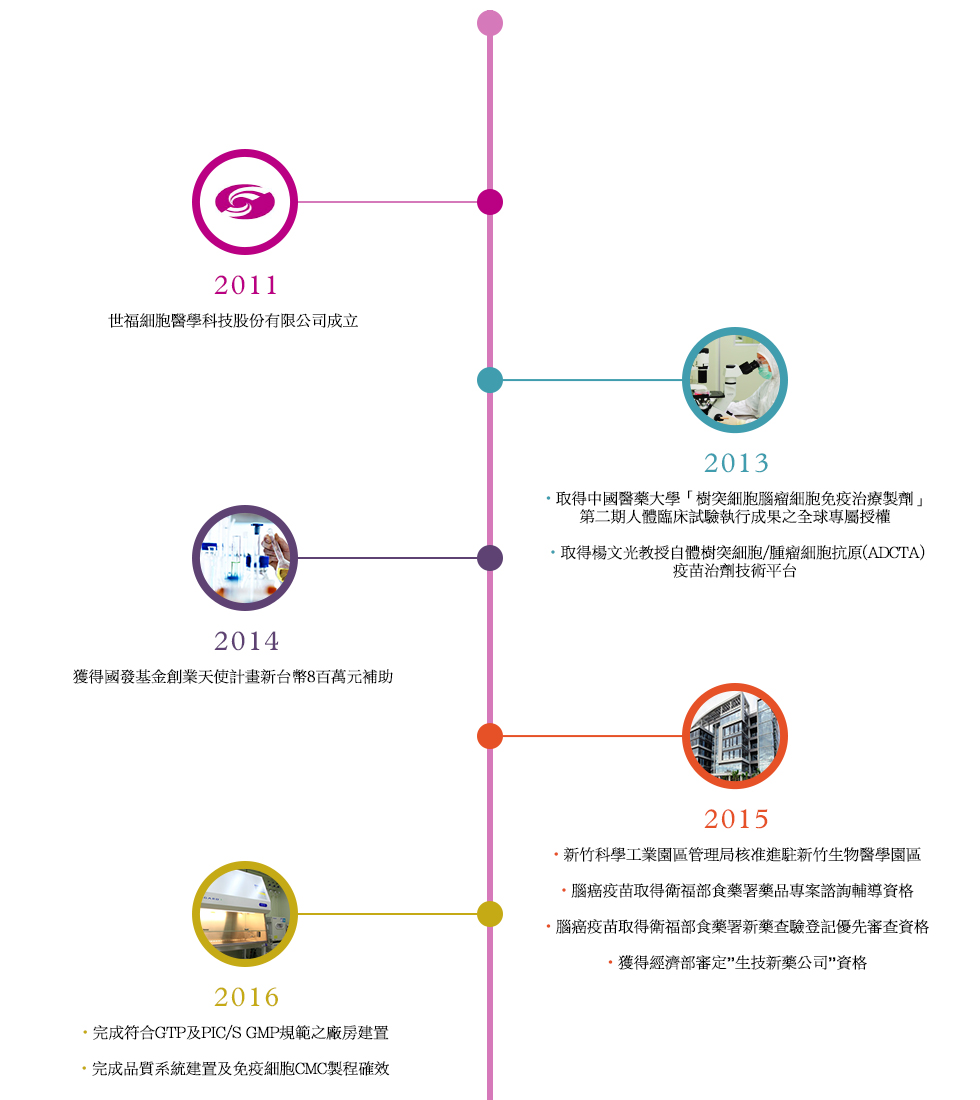 2011
世福細胞醫學科技股份有限公司成立
2013
・取得中國醫藥大學「樹突細胞腦瘤細胞免疫治療製劑」
第二期人體臨床試驗執行成果之全球專屬授權
・取得楊文光教授自體樹突細胞/腫瘤細胞抗原(ADCTA)
疫苗治劑技術平台
2014
獲得國發基金創業天使計畫新台幣8百萬元補助
2015
・新竹科學工業園區管理局核准進駐新竹生物醫學園區
・腦癌疫苗取得衛福部食藥署藥品專案諮詢輔導資格
・腦癌疫苗取得衛福部食藥署新藥查驗登記優先審查資格
・獲得經濟部審定”生技新藥公司”資格
2016
・完成符合GTP及PIC/S GMP規範之廠房建置
・完成品質系統建置及免疫細胞CMC製程確效